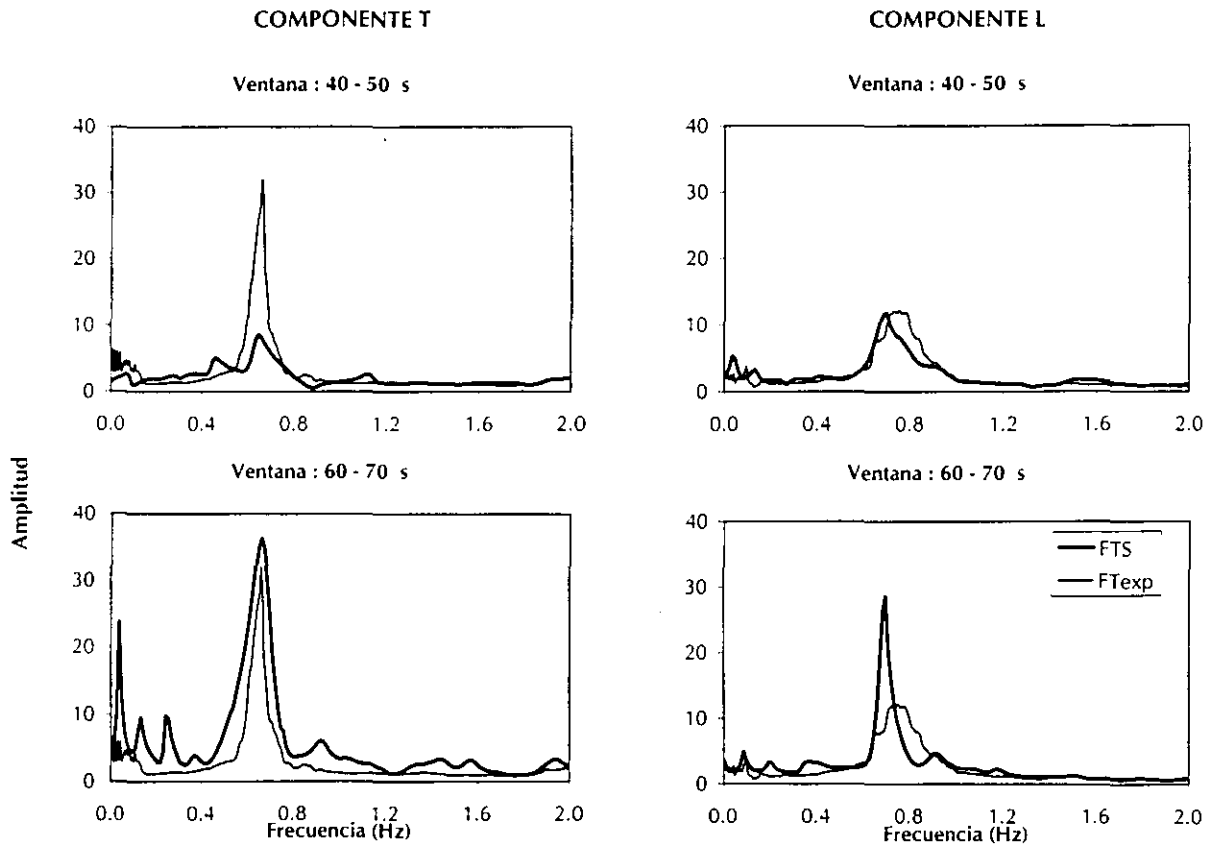 COMPONENTE T
COMPONENTE L
Ventana : 40 - 50 s
Ventana : 40 - 50 s
40
30
20
10
0
0.0 0.4 0.8 1.2 1.6 2.0
40
30
20
10
0
0.0 0.4 0.8 1.2 1.6 2.0
Amplitud
Ventana : 60 - 70 s
Ventana : 60 - 70 s
40
30
20
10
0
0.0 0.4 0.8 1.2 1.6 2.0
Frecuencia (Hz)
40
30
20
10
0
FTS
FTexp
0.0 0.4 0.8 1.2 1.6 2.0
Frecuencia (Hz)